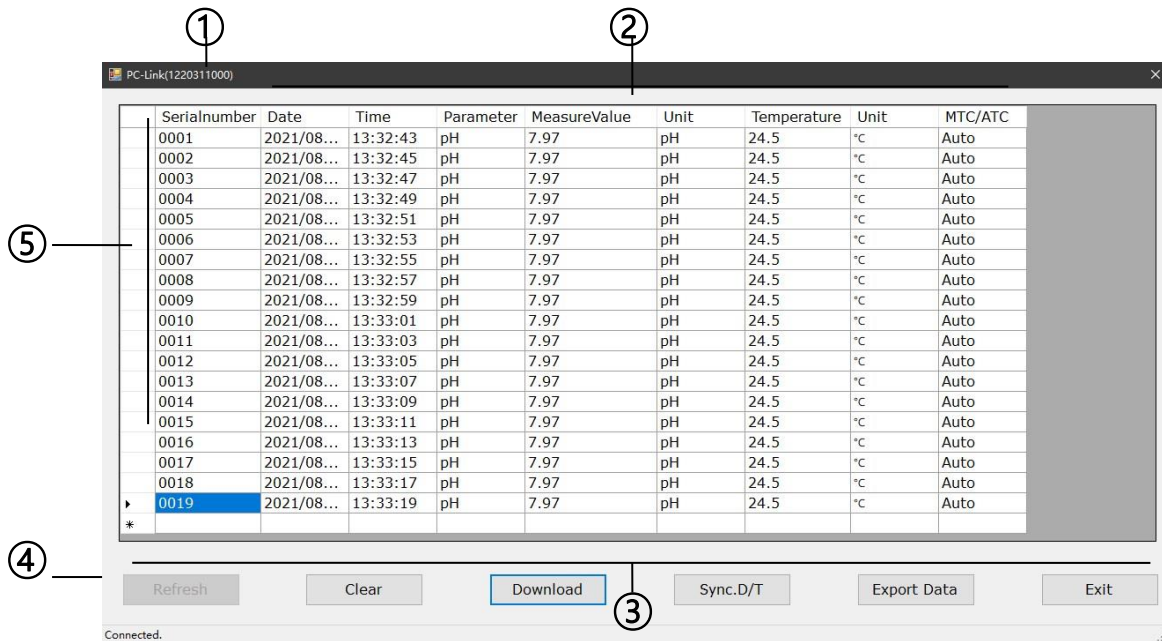 ① ②
PC-Link(1220311000) ×
Serialnumber Date Time Parameter MeasureValue Unit Temperature Unit MTC/ATC
0001 2021/08... 13:32:43 pH 7.97 pH 24.5 °C Auto
0002 2021/08... 13:32:45 pH 7.97 pH 24.5 °C Auto
0003 2021/08... 13:32:47 pH 7.97 pH 24.5 °C Auto
0004 2021/08... 13:32:49 pH 7.97 pH 24.5 °C Auto
0005 2021/08... 13:32:51 pH 7.97 pH 24.5 °C Auto
⑤ 0006 2021/08... 13:32:53 pH 7.97 pH 24.5 °C Auto
0007 2021/08... 13:32:55 pH 7.97 pH 24.5 °C Auto
0008 2021/08... 13:32:57 pH 7.97 pH 24.5 °C Auto
0009 2021/08... 13:32:59 pH 7.97 pH 24.5 °C Auto
0010 2021/08... 13:33:01 pH 7.97 pH 24.5 °C Auto
0011 2021/08... 13:33:03 pH 7.97 pH 24.5 °C Auto
0012 2021/08... 13:33:05 pH 7.97 pH 24.5 °C Auto
0013 2021/08... 13:33:07 pH 7.97 pH 24.5 °C Auto
0014 2021/08... 13:33:09 pH 7.97 pH 24.5 °C Auto
0015 2021/08... 13:33:11 pH 7.97 pH 24.5 °C Auto
0016 2021/08... 13:33:13 pH 7.97 pH 24.5 °C Auto
0017 2021/08... 13:33:15 pH 7.97 pH 24.5 °C Auto
0018 2021/08... 13:33:17 pH 7.97 pH 24.5 °C Auto
0019 2021/08... 13:33:19 pH 7.97 pH 24.5 °C Auto
*
④
Refresh Clear Download Sync.D/T Export Data Exit
③
Connected.